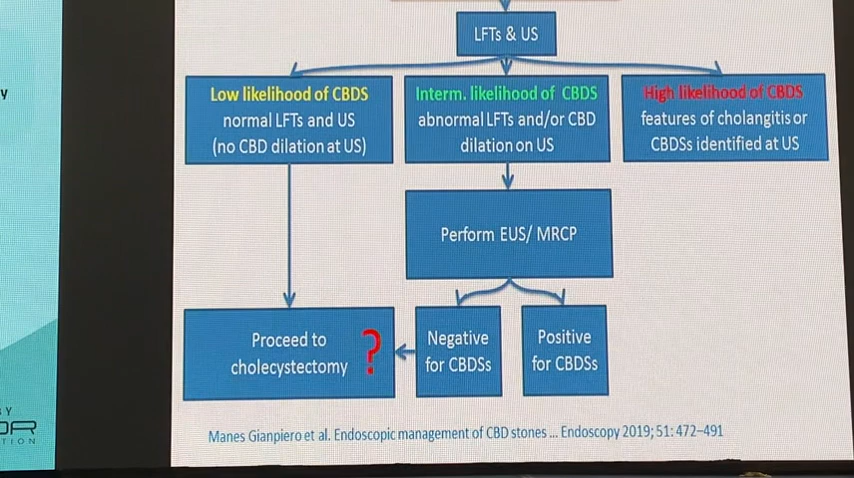 y
LFTs & US
Low likelihood of CBDS
normal LFTs and US
(no CBD dilation at US)
Interm. likelihood of CBDS
abnormal LFTs and/or CBD
dilation on US
High likelihood of CBDS
features of cholangitis or
CBDSs identified at US
Perform EUS/ MRCP
Proceed to
cholecystectomy
?
Negative
for CBDSs
Positive
for CBDSs
Manes Gianpiero et al. Endoscopic management of CBD stones ... Endoscopy 2019; 51: 472–491
BY
DR
TION